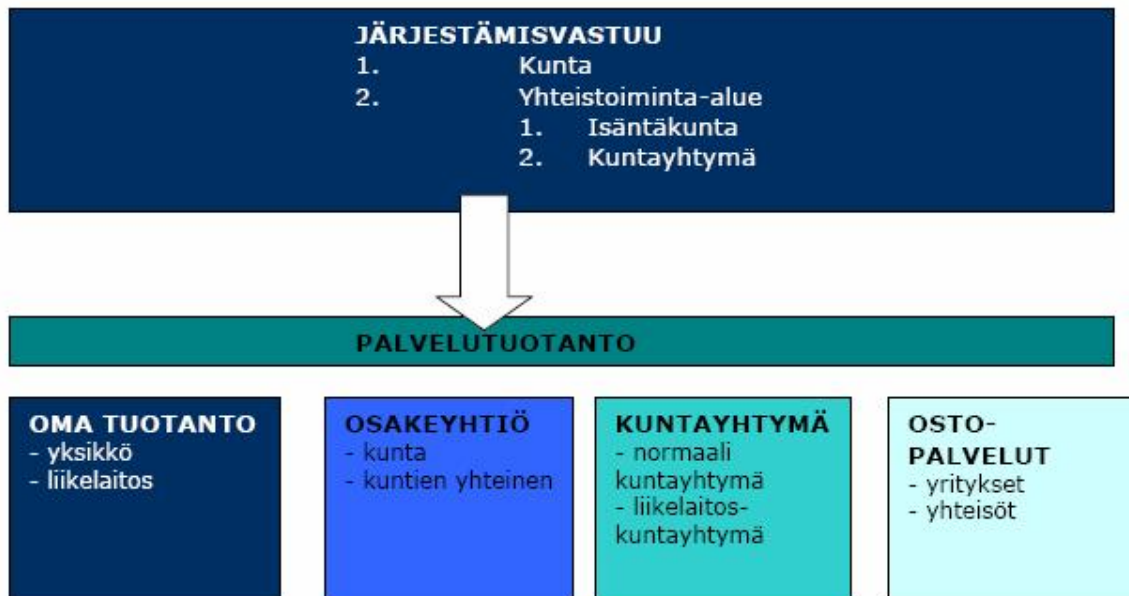 JÄRJESTÄMISVASTUU
1. Kunta
2. Yhteistoiminta-alue
1. Isäntäkunta
2. Kuntayhtymä
PALVELUTUOTANTO
OMA TUOTANTO
- yksikkö
- liikelaitos
OSAKEYHTIÖ
- kunta
- kuntien yhteinen
KUNTAYHTYMÄ
- normaali
kuntayhtymä
- liikelaitos-
kuntayhtymä
OSTO-
PALVELUT
- yritykset
- yhteisöt